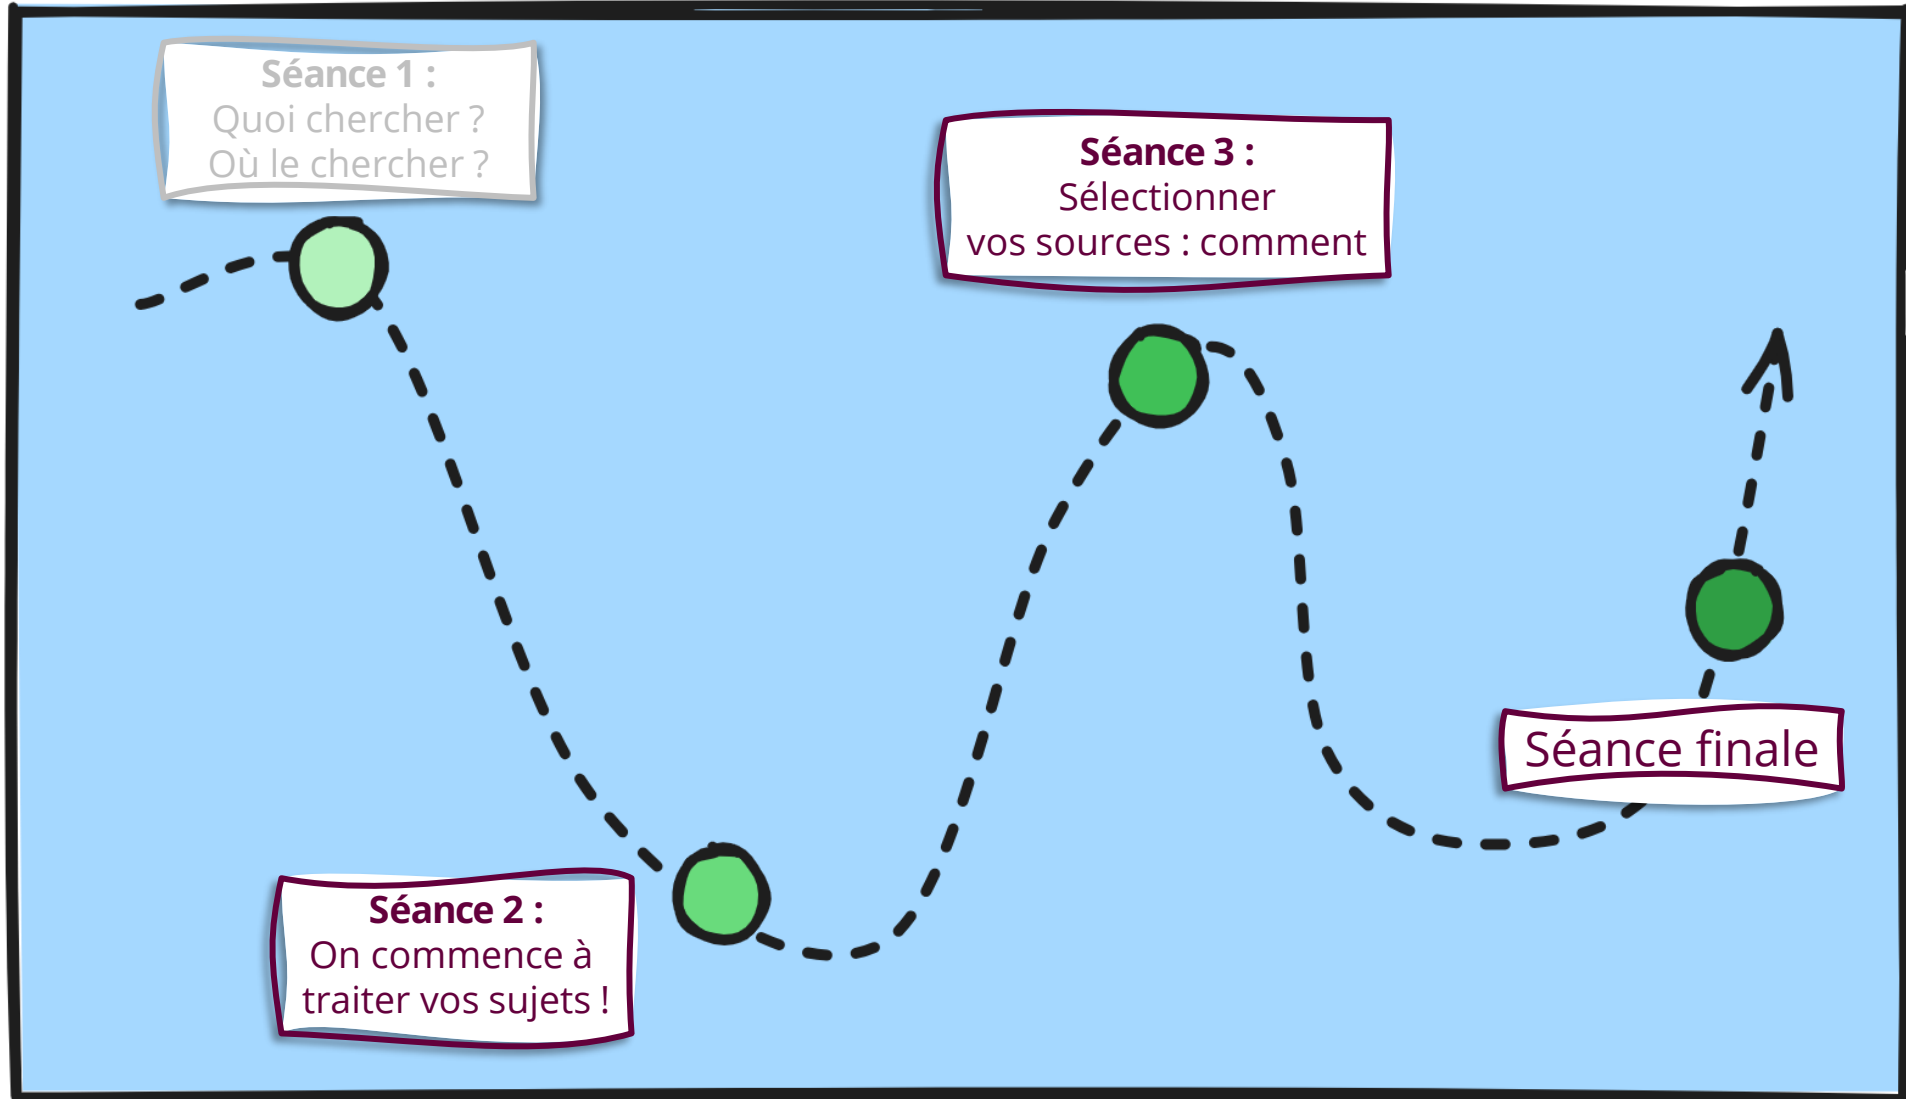 Séance 1 :
Quoi chercher ?
Où le chercher ?
Séance 3 :
Sélectionner
vos sources : comment
Séance finale
Séance 2 :
On commence à
traiter vos sujets !